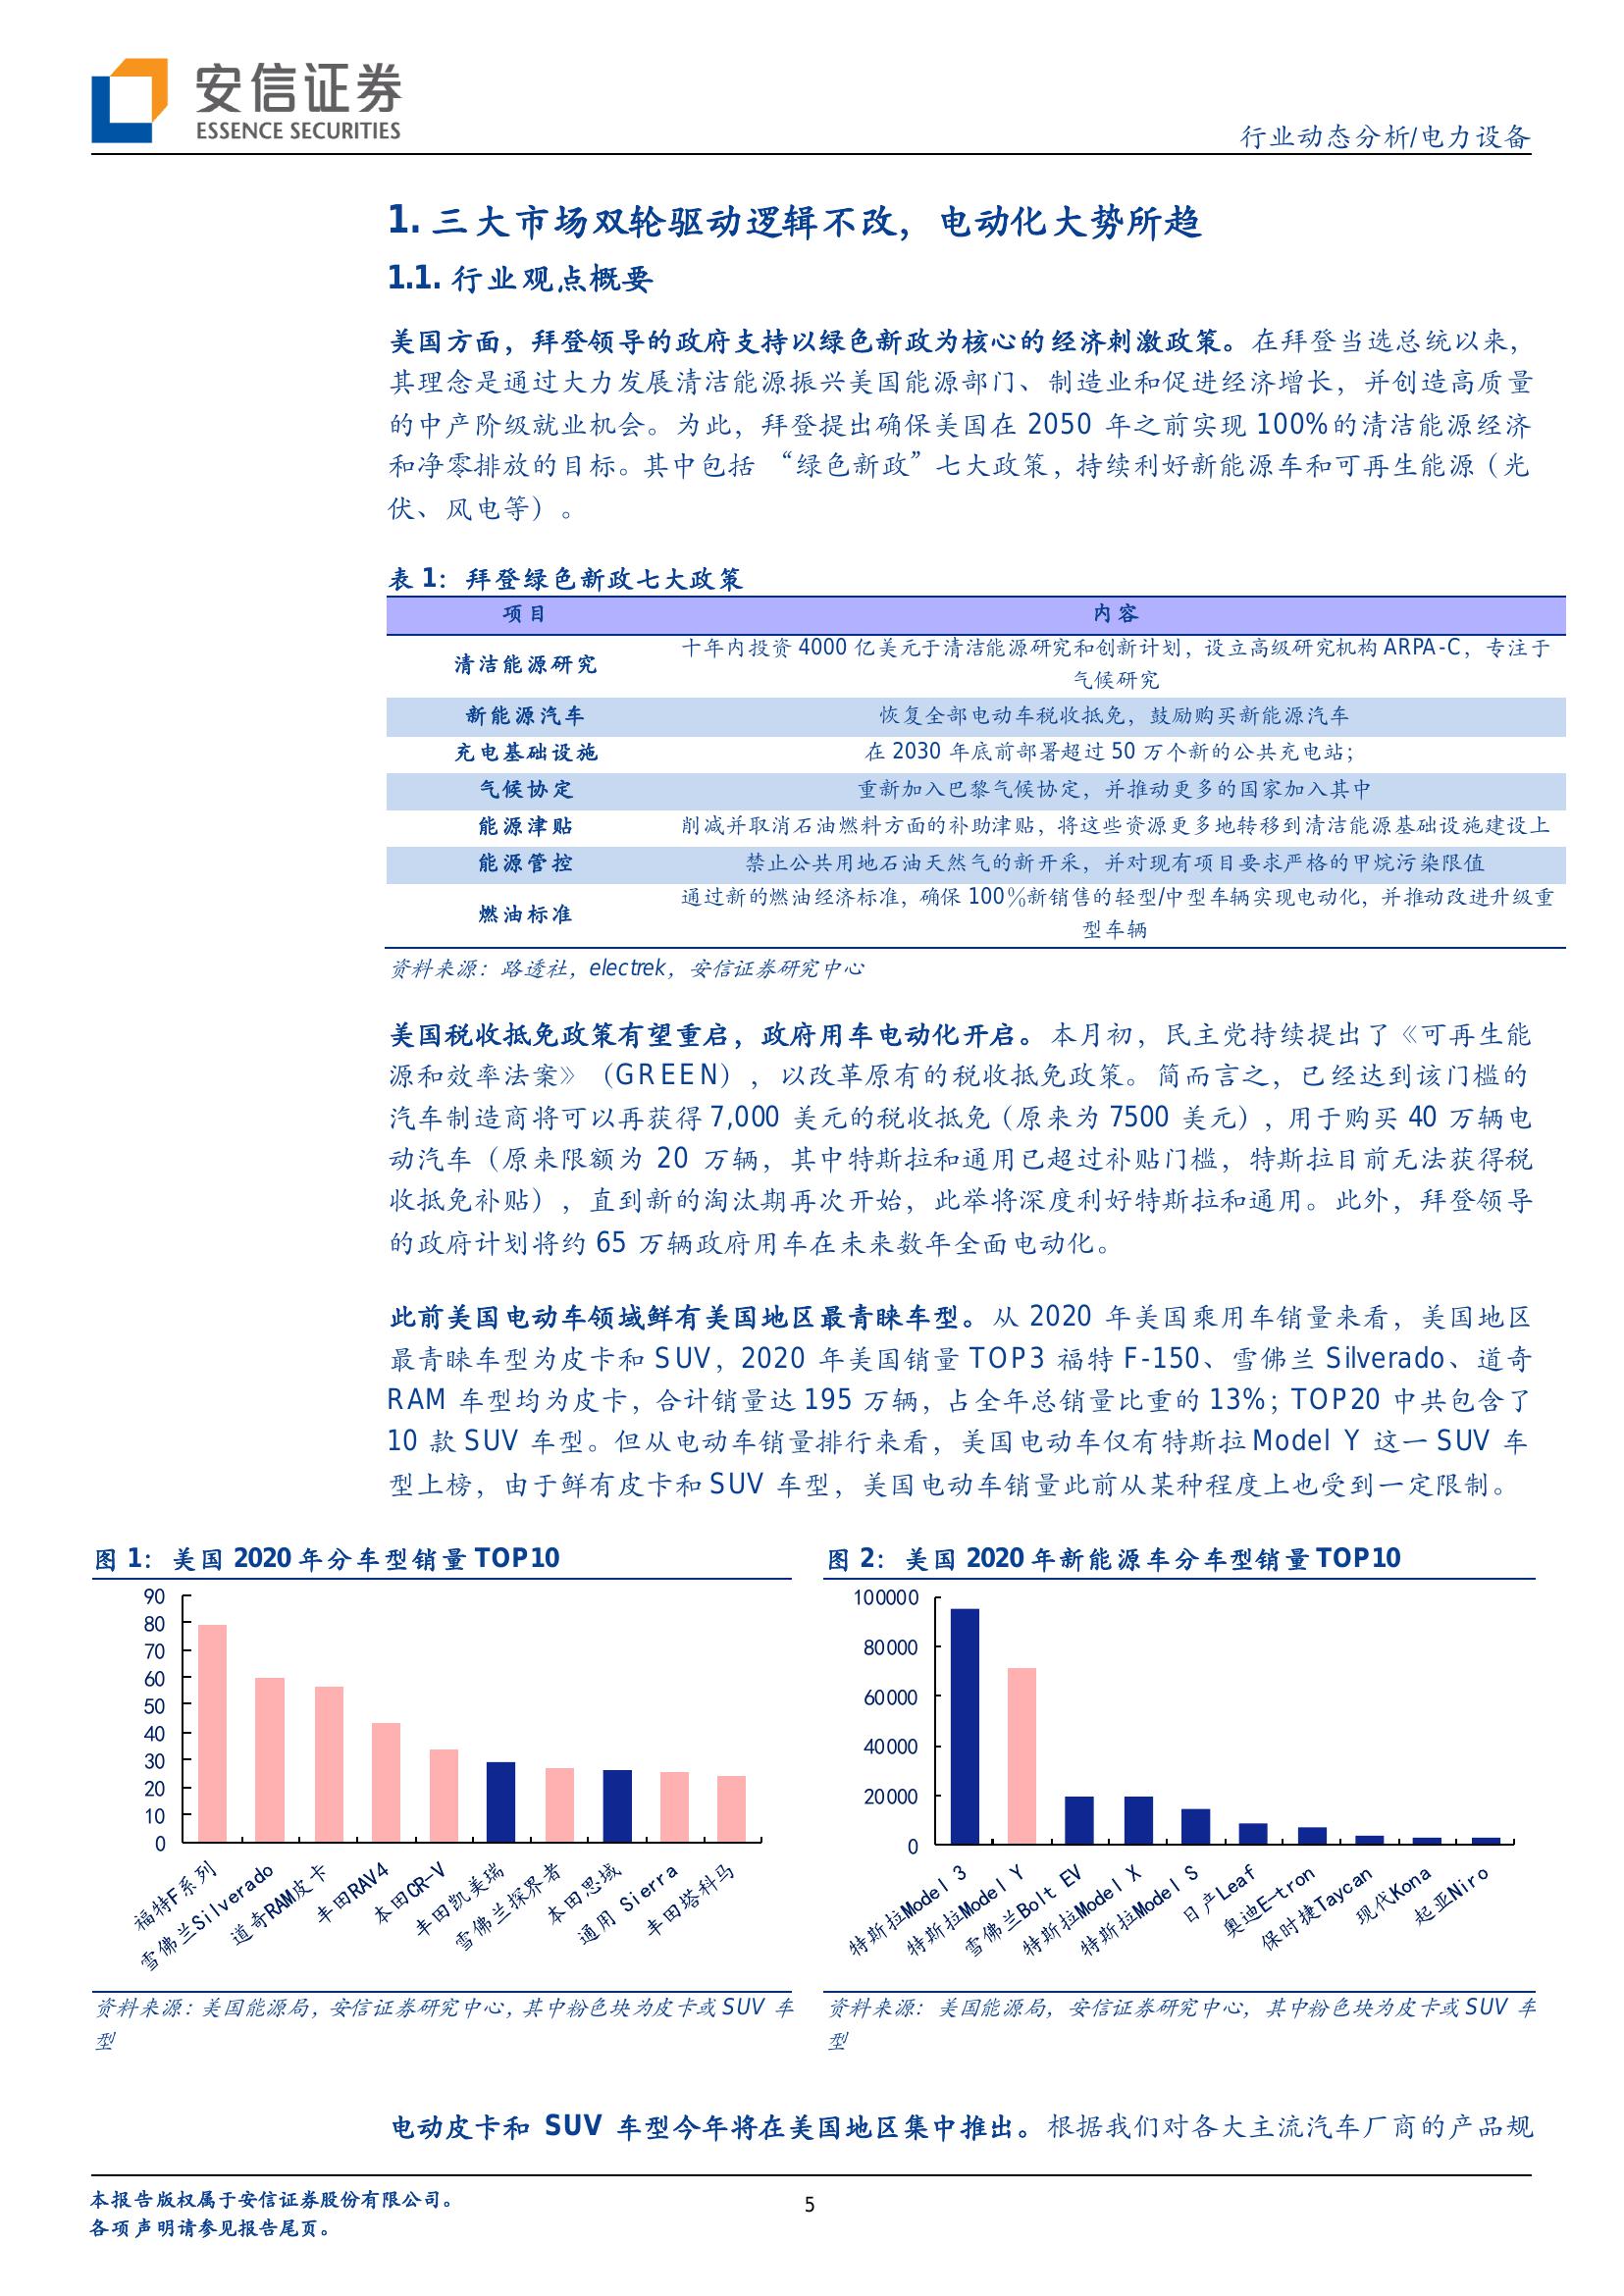 安信证券
ESSENCE SECURITIES
行业动态分析/电力设备
1. 三大市场双轮驱动逻辑不改，电动化大势所趋
1.1. 行业观点概要
美国方面，拜登领导的政府支持以绿色新政为核心的经济刺激政策。在拜登当选总统以来，
其理念是通过大力发展清洁能源振兴美国能源部门、制造业和促进经济增长，并创造高质量
的中产阶级就业机会。为此，拜登提出确保美国在 2050 年之前实现 100%的清洁能源经济
和净零排放的目标。其中包括 “绿色新政”七大政策，持续利好新能源车和可再生能源（光
伏、风电等）。
表 1：拜登绿色新政七大政策
项目 内容
清洁能源研究 十年内投资 4000 亿美元于清洁能源研究和创新计划，设立高级研究机构 ARPA-C，专注于
气候研究
新能源汽车 恢复全部电动车税收抵免，鼓励购买新能源汽车
充电基础设施 在 2030 年底前部署超过 50 万个新的公共充电站；
气候协定 重新加入巴黎气候协定，并推动更多的国家加入其中
能源津贴 削减并取消石油燃料方面的补助津贴，将这些资源更多地转移到清洁能源基础设施建设上
能源管控 禁止公共用地石油天然气的新开采，并对现有项目要求严格的甲烷污染限值
燃油标准 通过新的燃油经济标准，确保 100％新销售的轻型/中型车辆实现电动化，并推动改进升级重
型车辆
资料来源：路透社，electrek，安信证券研究中心
美国税收抵免政策有望重启，政府用车电动化开启。本月初，民主党持续提出了《可再生能
源和效率法案》（GREEN），以改革原有的税收抵免政策。简而言之，已经达到该门槛的
汽车制造商将可以再获得 7,000 美元的税收抵免（原来为 7500 美元），用于购买 40 万辆电
动汽车（原来限额为 20 万辆，其中特斯拉和通用已超过补贴门槛，特斯拉目前无法获得税
收抵免补贴），直到新的淘汰期再次开始，此举将深度利好特斯拉和通用。此外，拜登领导
的政府计划将约 65 万辆政府用车在未来数年全面电动化。
此前美国电动车领域鲜有美国地区最青睐车型。从 2020 年美国乘用车销量来看，美国地区
最青睐车型为皮卡和 SUV，2020 年美国销量 TOP3 福特 F-150、雪佛兰 Silverado、道奇
RAM 车型均为皮卡，合计销量达 195 万辆，占全年总销量比重的 13%；TOP20 中共包含了
10 款 SUV 车型。但从电动车销量排行来看，美国电动车仅有特斯拉 Model Y 这一 SUV 车
型上榜，由于鲜有皮卡和 SUV 车型，美国电动车销量此前从某种程度上也受到一定限制。
图 1：美国 2020 年分车型销量 TOP10
90
80
70
60
50
40
30
20
10
0
福特F系列
雪佛兰Silverado
道奇RAM皮卡
丰田RAV4
本田CR-V
丰田凯美瑞
雪佛兰探界者
本田思域
通用 Sierra
丰田塔科马
资料来源：美国能源局，安信证券研究中心，其中粉色块为皮卡或 SUV 车
型
图 2：美国 2020 年新能源车分车型销量 TOP10
100000
80000
60000
40000
20000
0
特斯拉Model 3
特斯拉Model Y
雪佛兰Bolt EV
特斯拉Model X
特斯拉Model S
日产Leaf
奥迪E-tron
保时捷Taycan
现代Kona
起亚Niro
资料来源：美国能源局，安信证券研究中心，其中粉色块为皮卡或 SUV 车
型
电动皮卡和 SUV 车型今年将在美国地区集中推出。根据我们对各大主流汽车厂商的产品规
本报告版权属于安信证券股份有限公司。
各项声明请参见报告尾页。
5